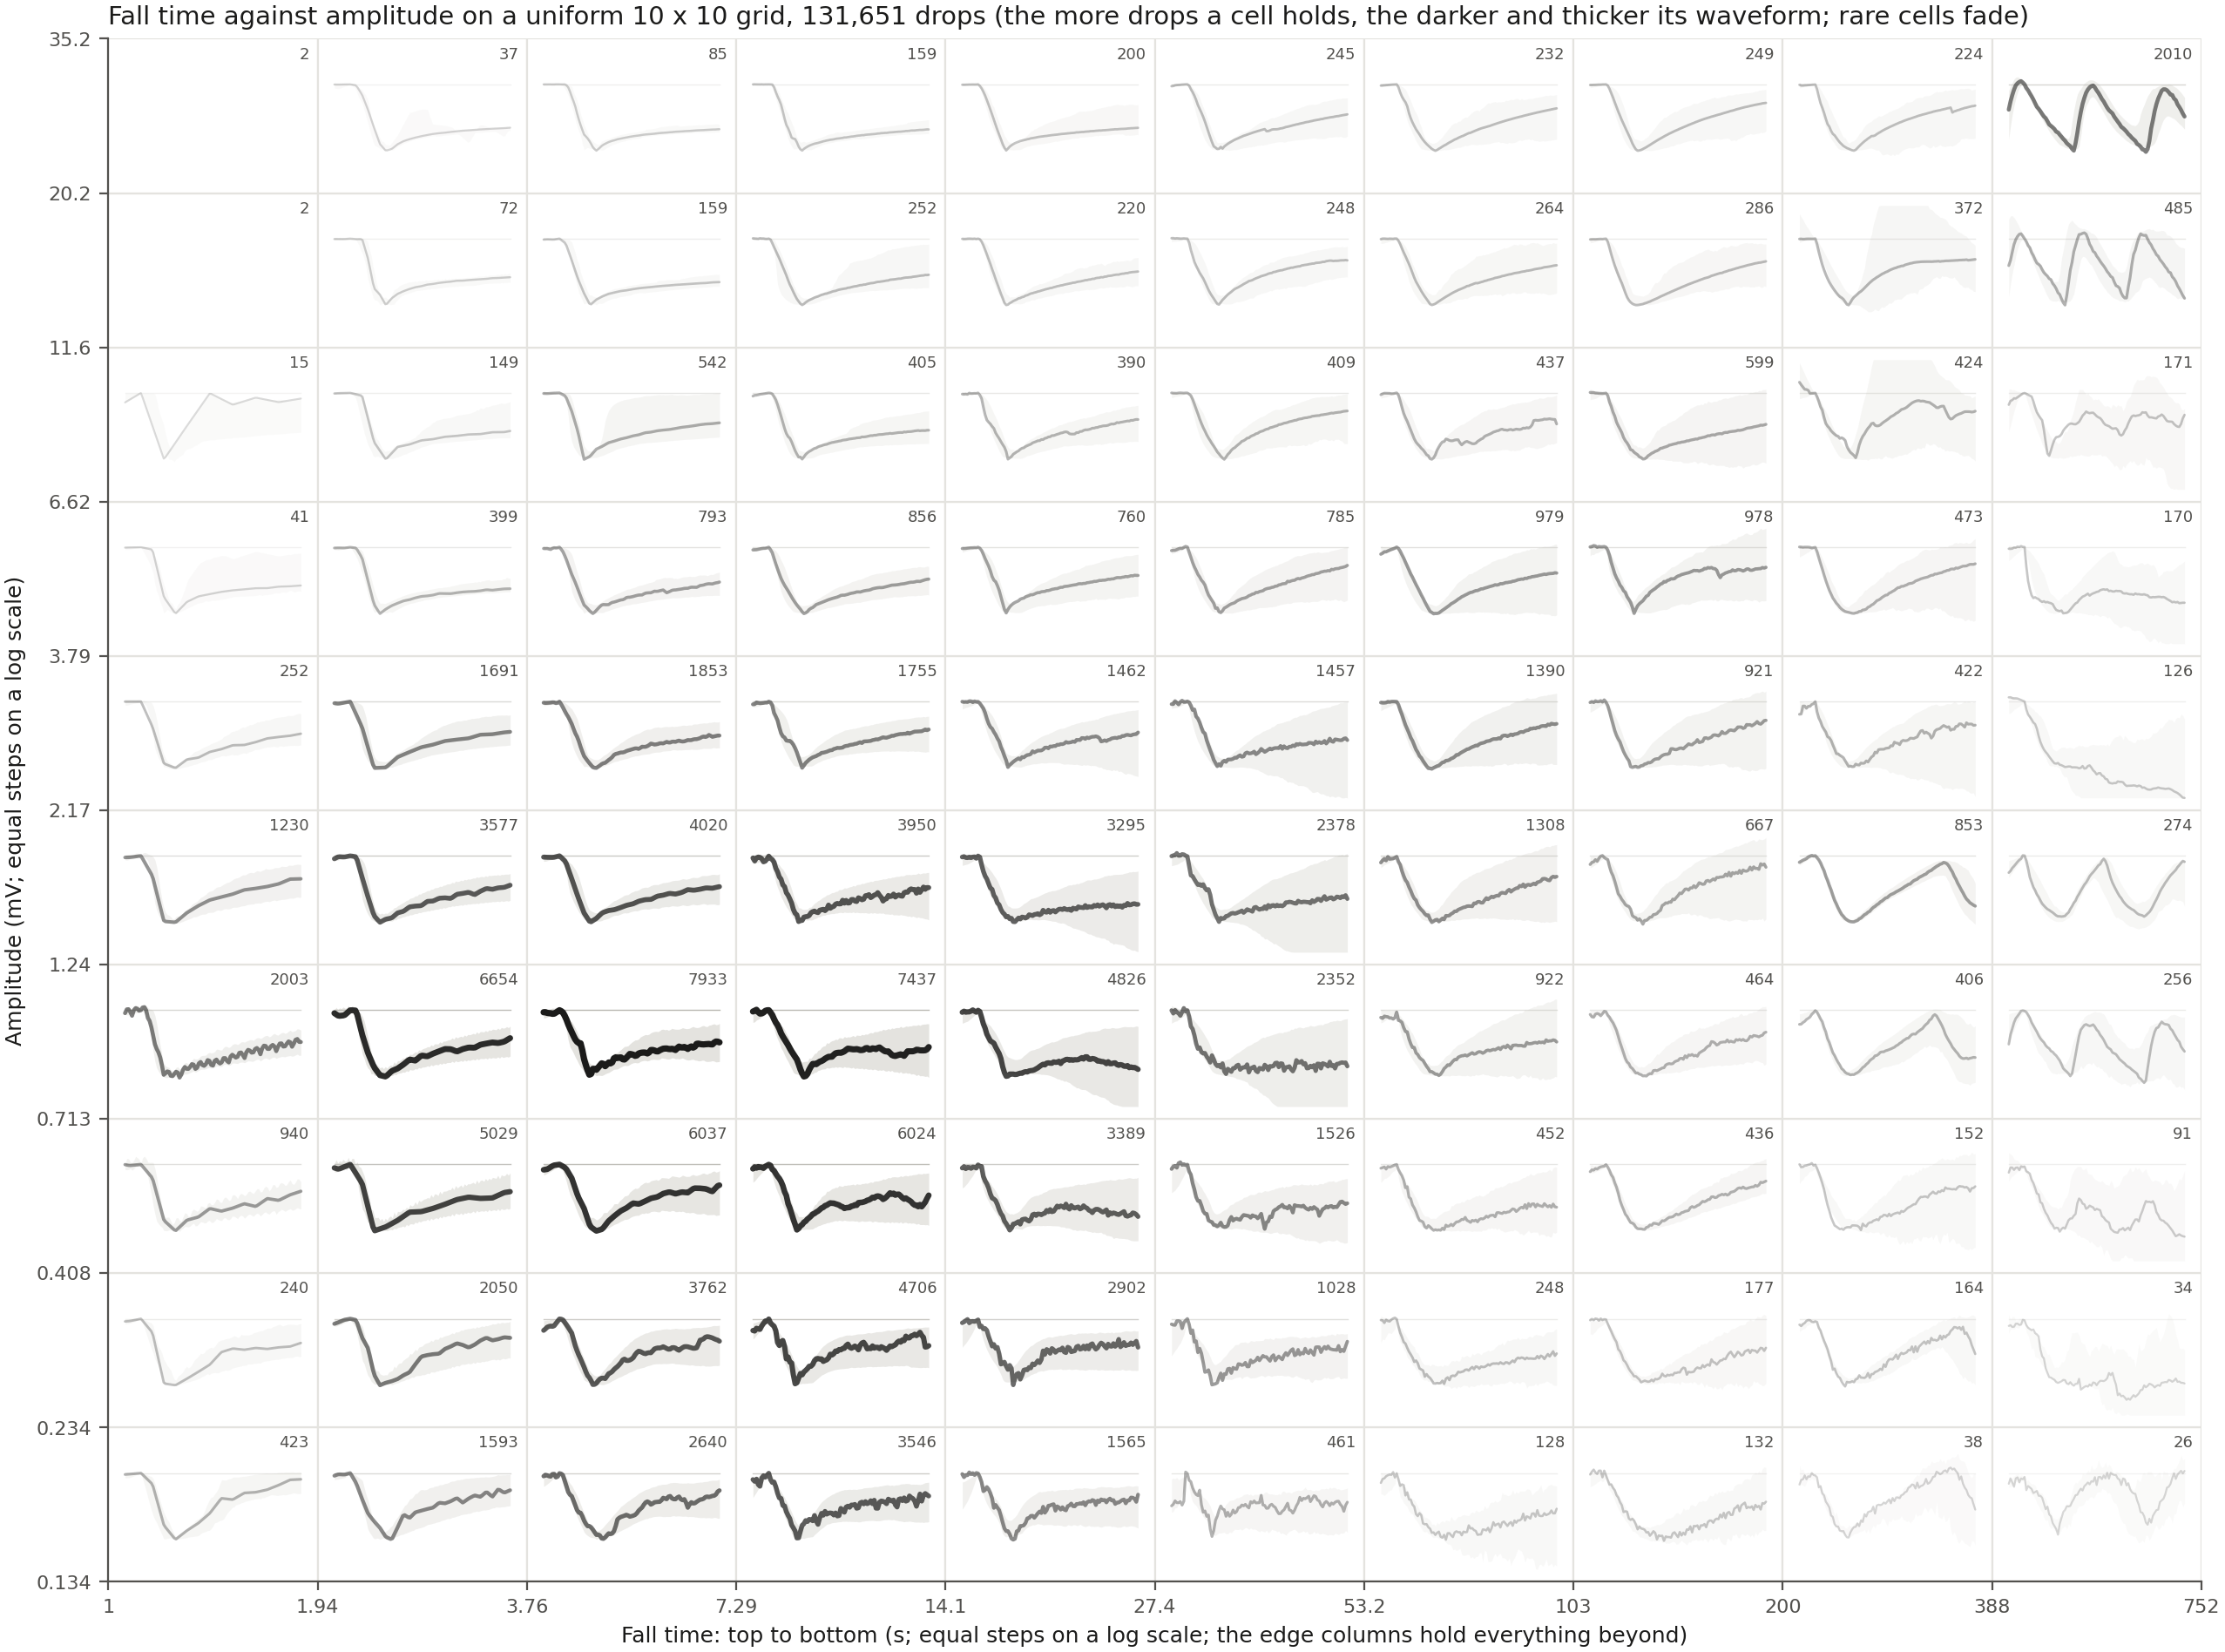 Fall time against amplitude on a uniform 10 x 10 grid, 131,651 drops (the more drops a cell holds, the darker and thicker its waveform; rare cells fade)
35.2
2 37 85 159 200 245 232 249 224 2010
20.2
2 72 159 252 220 248 264 286 372 485
11.6
15 149 542 405 390 409 437 599 424 171
6.62
41 399 793 856 760 785 979 978 473 170
3.79
252 1691 1853 1755 1462 1457 1390 921 422 126
2.17
1230 3577 4020 3950 3295 2378 1308 667 853 274
1.24
2003 6654 7933 7437 4826 2352 922 464 406 256
0.713
940 5029 6037 6024 3389 1526 452 436 152 91
0.408
240 2050 3762 4706 2902 1028 248 177 164 34
0.234
423 1593 2640 3546 1565 461 128 132 38 26
0.134
Amplitude (mV; equal steps on a log scale)
1 1.94 3.76 7.29 14.1 27.4 53.2 103 200 388 752
Fall time: top to bottom (s; equal steps on a log scale; the edge columns hold everything beyond)